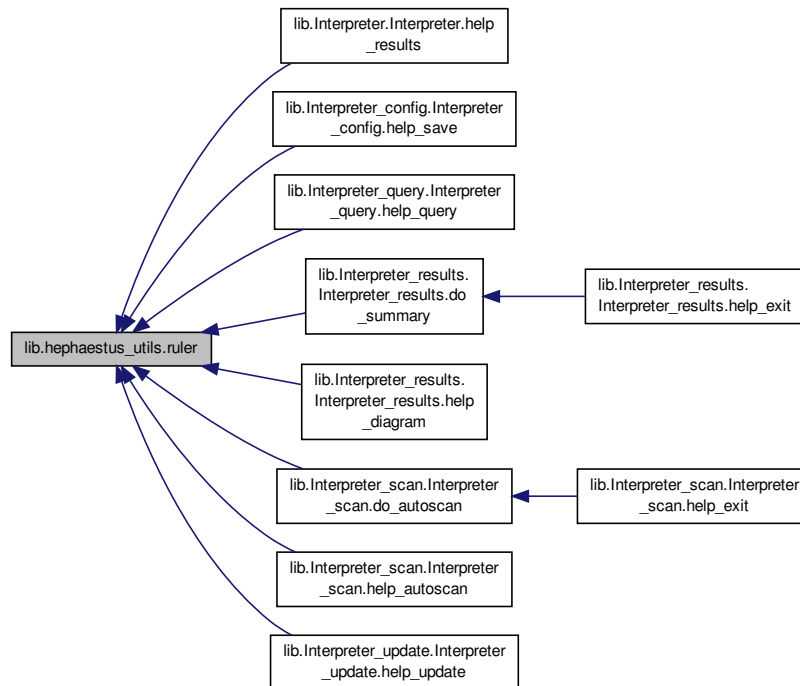 lib.Interpreter.Interpreter.help
_results
lib.Interpreter_config.Interpreter
_config.help_save
lib.Interpreter_query.Interpreter
_query.help_query
lib.Interpreter_results.
Interpreter_results.do
_summary
lib.Interpreter_results.
Interpreter_results.help_exit
lib.hephaestus_utils.ruler
lib.Interpreter_results.
Interpreter_results.help
_diagram
lib.Interpreter_scan.Interpreter
_scan.do_autoscan
lib.Interpreter_scan.Interpreter
_scan.help_exit
lib.Interpreter_scan.Interpreter
_scan.help_autoscan
lib.Interpreter_update.Interpreter
_update.help_update